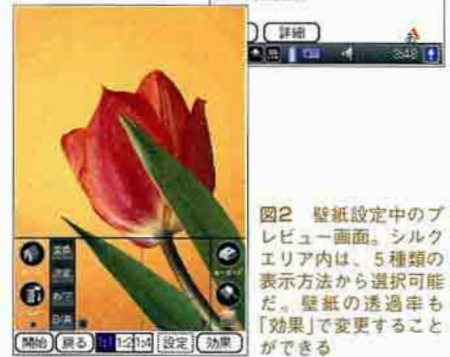 詳細
あ
3:48
開始 戻る 1:1 1:2 1:4 設定 効果
図2 壁紙設定中のプ
レビュー画面。シルク
エリア内は、5種類の
表示方法から選択可能
だ。壁紙の透過率も
「効果」で変更すること
ができる